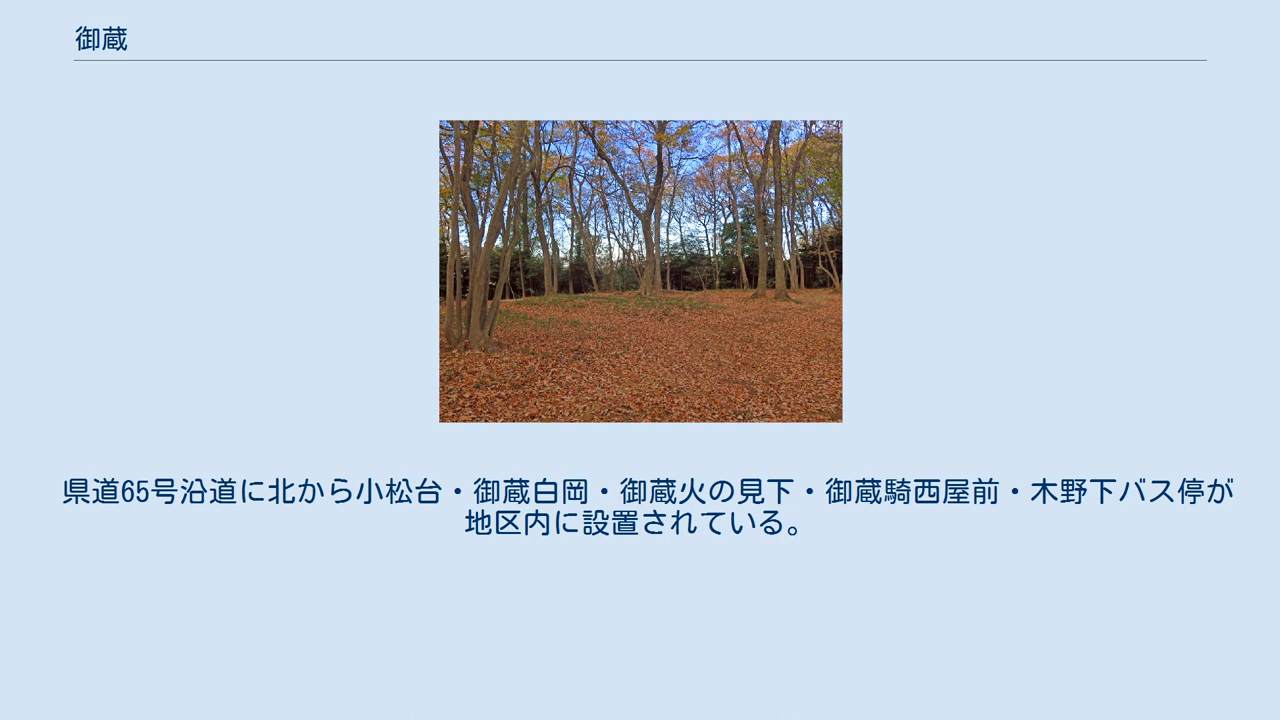 御蔵
県道65号沿道に北から小松台・御蔵白岡・御蔵火の見下・御蔵騎西屋前・木野下バス停が
地区内に設置されている。